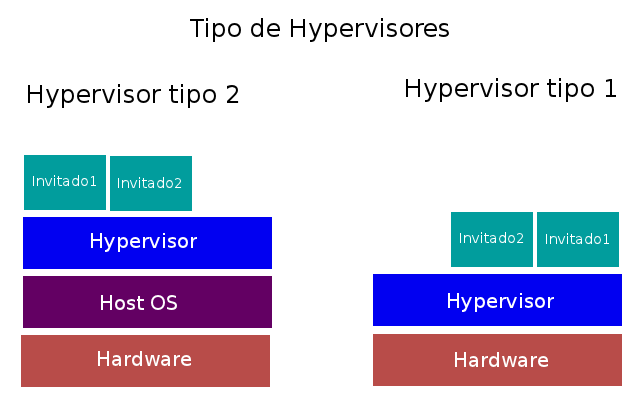 Tipo de Hypervisores
Hypervisor tipo 2
Invitado1
Invitado2
Hypervisor
Host OS
Hardware
Hypervisor tipo 1
Invitado2
Invitado1
Hypervisor
Hardware